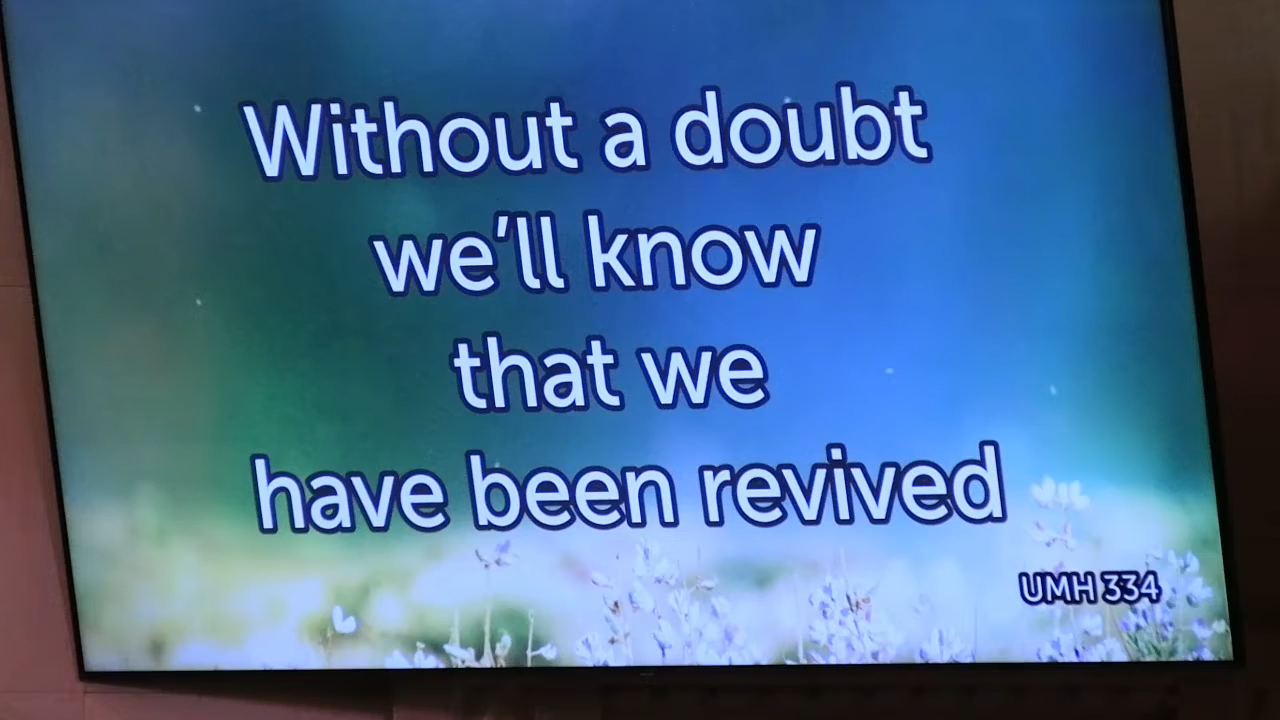 Without a doubt
we'll know
that we
have been revived
UMH 334